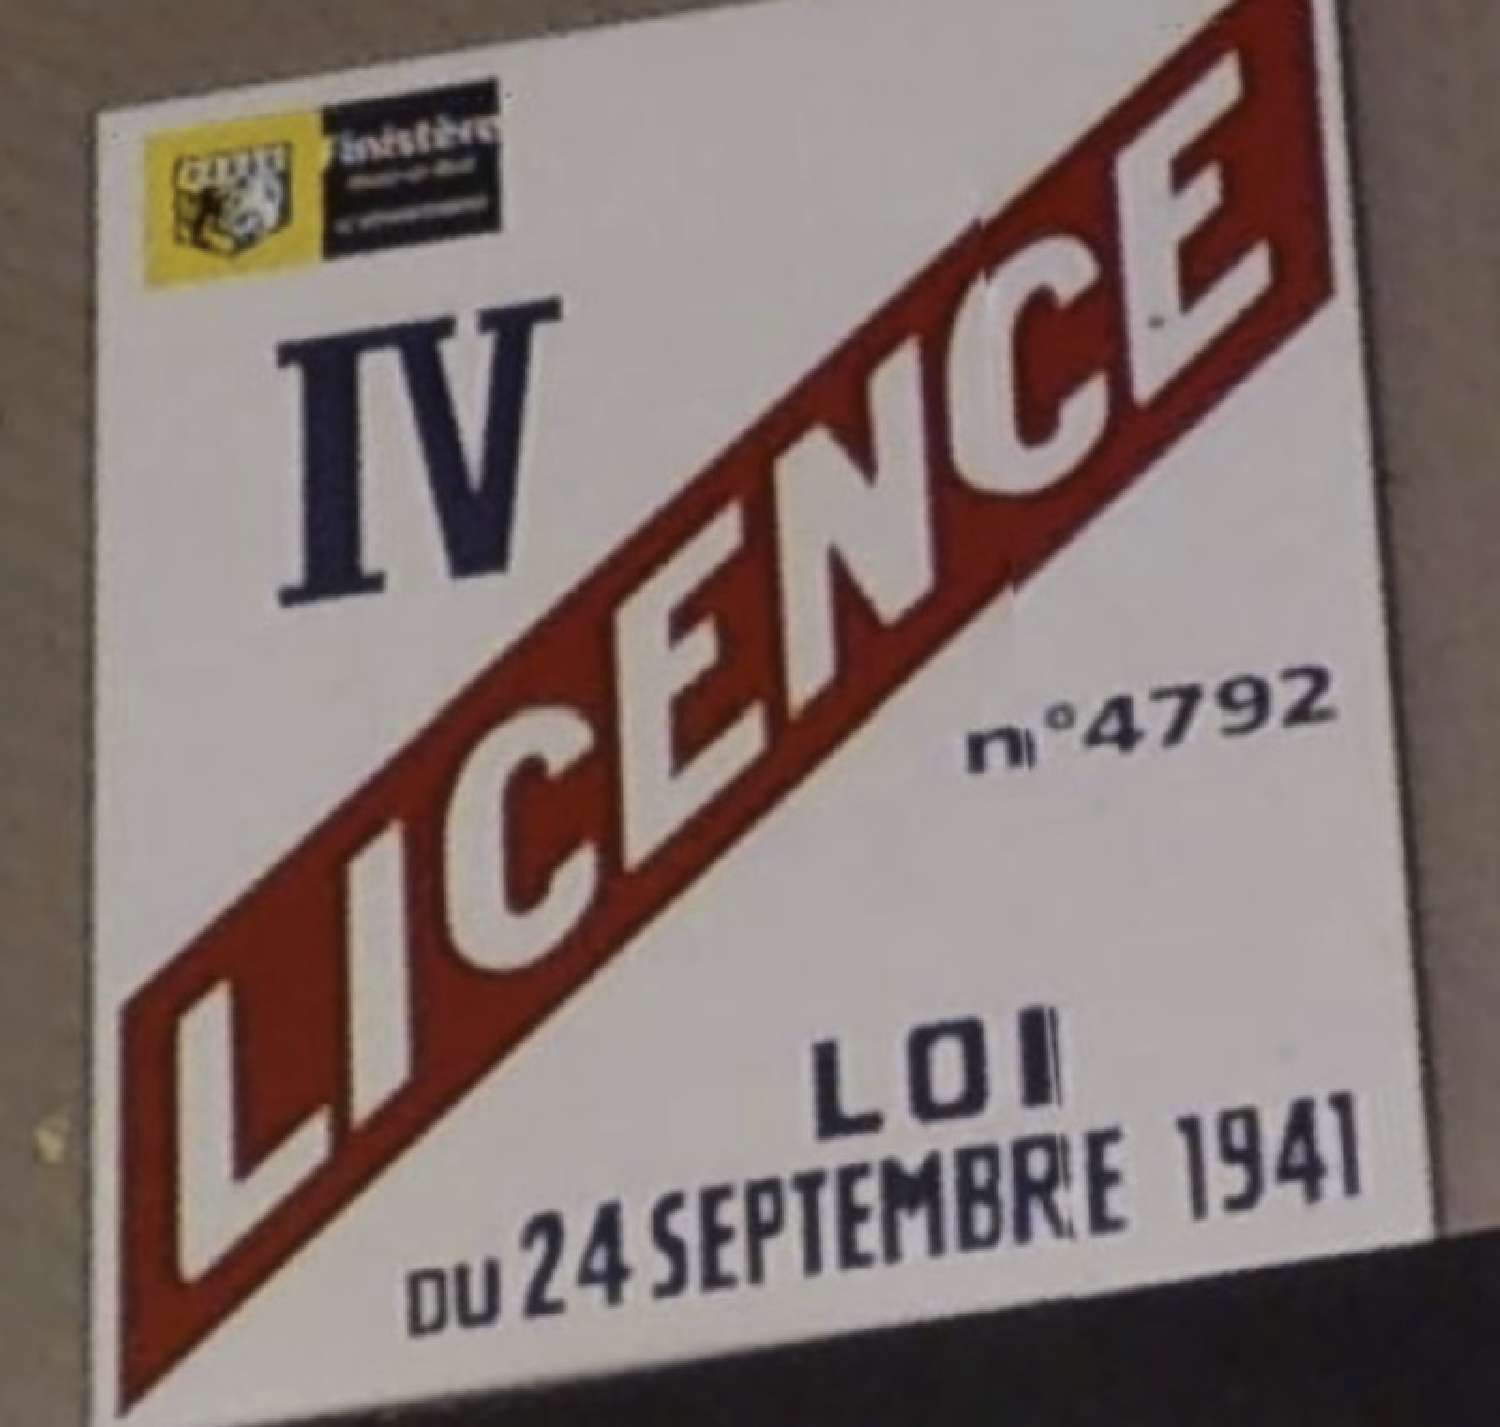 Finistère
IV
LICENCE
n°4792
LOI
DU 24 SEPTEMBRE 1941